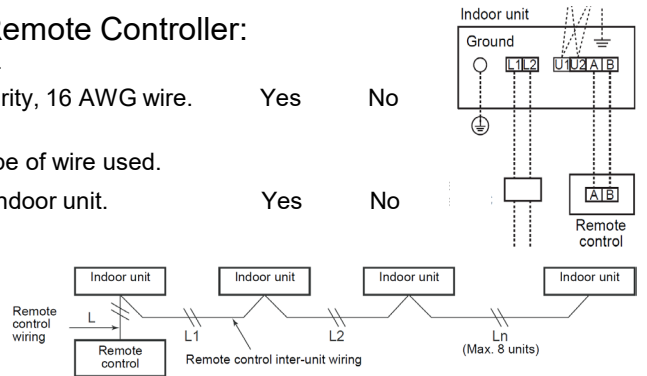 Remote Controller:
rity, 16 AWG wire. Yes No
of wire used.
indoor unit. Yes No
Indoor unit
Ground
L1 L2 U1 U2 A B
A B
Remote
control
Indoor unit Indoor unit Indoor unit Indoor unit
Remote
control
wiring
L
L1 L2 Ln
(Max. 8 units)
Remote
control
Remote control inter-unit wiring